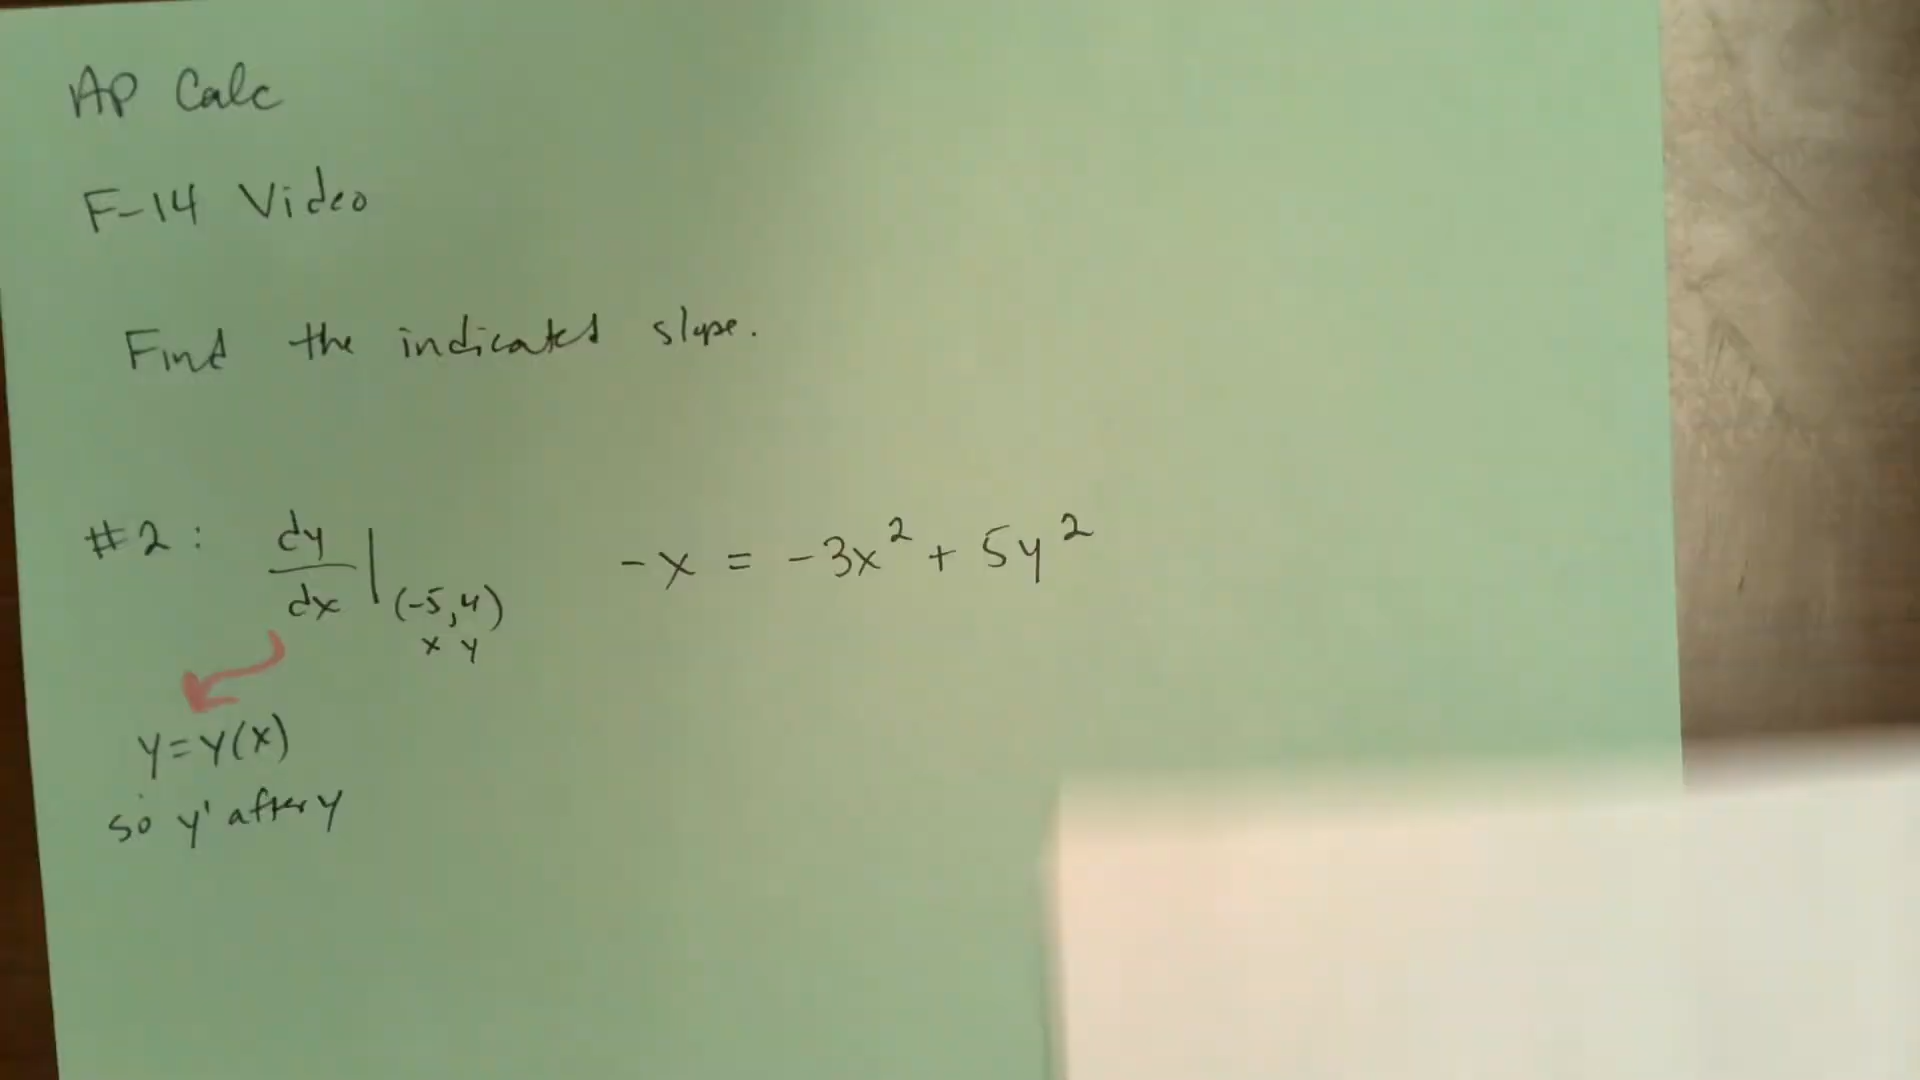 AP Calc
F-14 Video
Find the indicated slope.
#2: dy/dx |(-5,4) -x = -3x² + 5y²
x y
y=y(x)
so y' after y